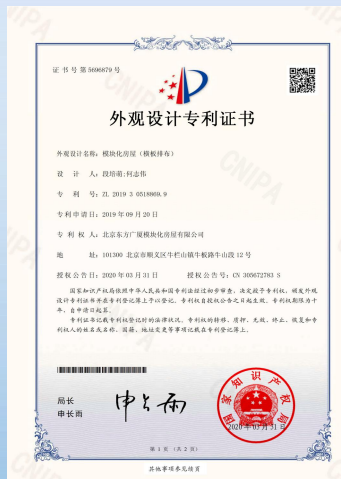 证书号第5696879号
外观设计专利证书
外观设计名称：模块化房屋（横板排布）
设 计 人：段培萌;何志伟
专 利 号：ZL 2019 3 0518869.9
专利申请日：2019年09月20日
专 利 权 人：北京东方广厦模块化房屋有限公司
地 址：101300 北京市顺义区牛栏山镇牛板路牛山段12号
授权公告日：2020年03月31日 授权公告号：CN 305672783 S
国家知识产权局依照中华人民共和国专利法经过初步审查，决定授予专利权，颁发外观
设计专利证书并在专利登记簿上予以登记。专利权自授权公告之日起生效。专利权期限为十
年，自申请日起算。
专利证书记载专利权登记时的法律状况。专利权的转移、质押、无效、终止、恢复和专
利权人的姓名或名称、国籍、地址变更等事项记载在专利登记簿上。
局长
申长雨
申长雨
国家知识产权局
2020年03月31日
第 1 页 （共 2 页）
其他事项参见续页
CNIPA